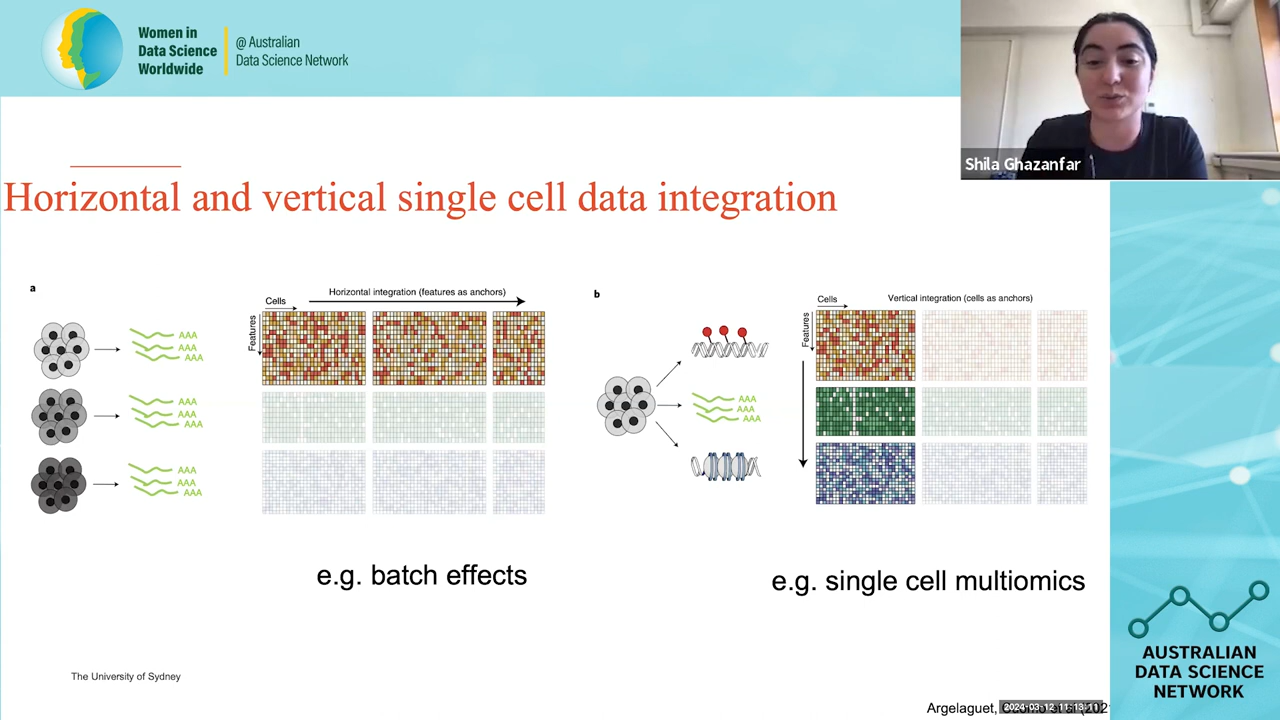 Women in
Data Science
Worldwide
@ Australian
Data Science Network
Shila Ghazanfar
Horizontal and vertical single cell data integration
a
Horizontal integration (features as anchors)
Cells
Features
AAA
AAA
AAA
AAA
AAA
AAA
AAA
AAA
AAA
e.g. batch effects
b
Cells
Vertical integration (cells as anchors)
Features
AAA
AAA
AAA
e.g. single cell multiomics
The University of Sydney
AUSTRALIAN
DATA SCIENCE
NETWORK
Argelaguet,
2024-03-12 11:13:11